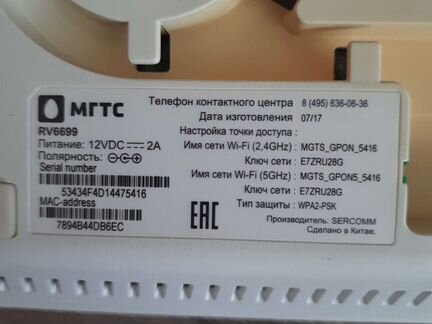 МГТС
RV6699
Питание: 12VDC 2A
Полярность:
Serial number
53434F4D14475416
MAC-address
7894B44DB6EC
Телефон контактного центра 8 (495) 636-06-36
Дата изготовления 07/17
Настройка точки доступа :
Имя сети Wi-Fi (2,4GHz) : MGTS_GPON_5416
Ключ сети : E7ZRU28G
Имя сети Wi-Fi (5GHz) : MGTS_GPON5_5416
Ключ сети : E7ZRU28G
Тип защиты : WPA2-PSK
EAC
Производитель: SERCOMM
Сделано в Китае.